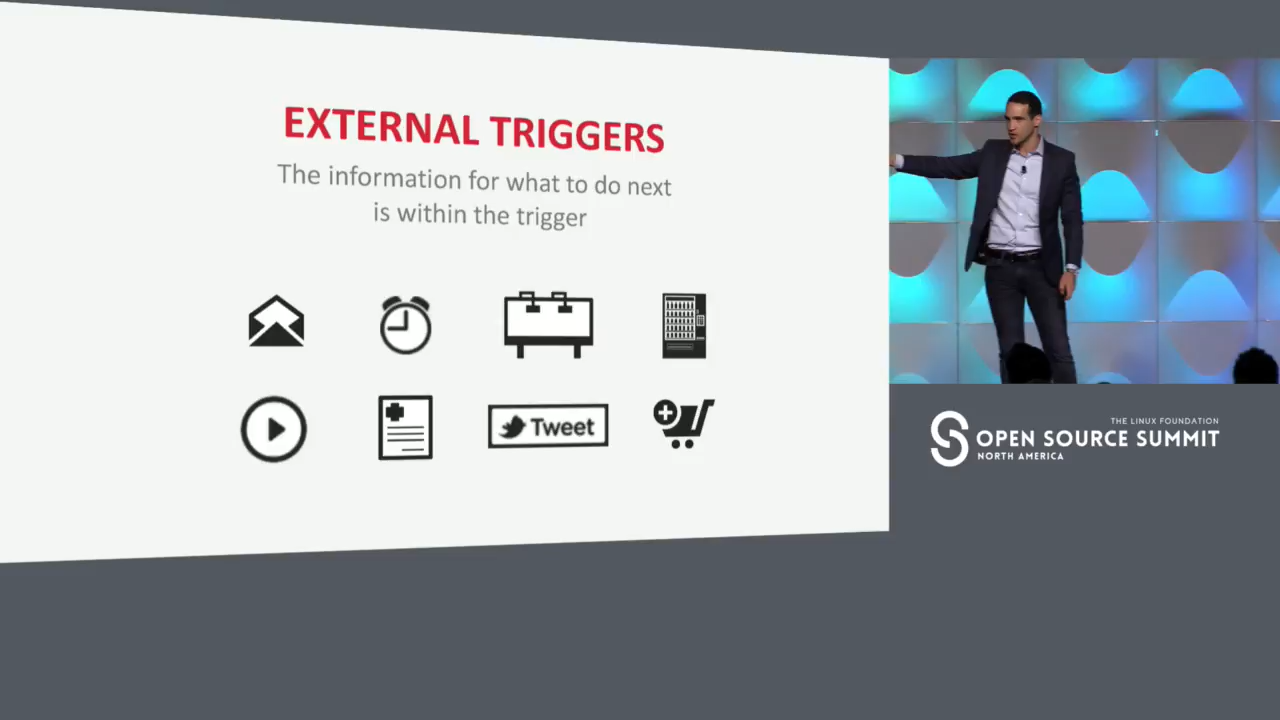 EXTERNAL TRIGGERS
The information for what to do next
is within the trigger
Tweet
THE LINUX FOUNDATION
OPEN SOURCE SUMMIT
NORTH AMERICA